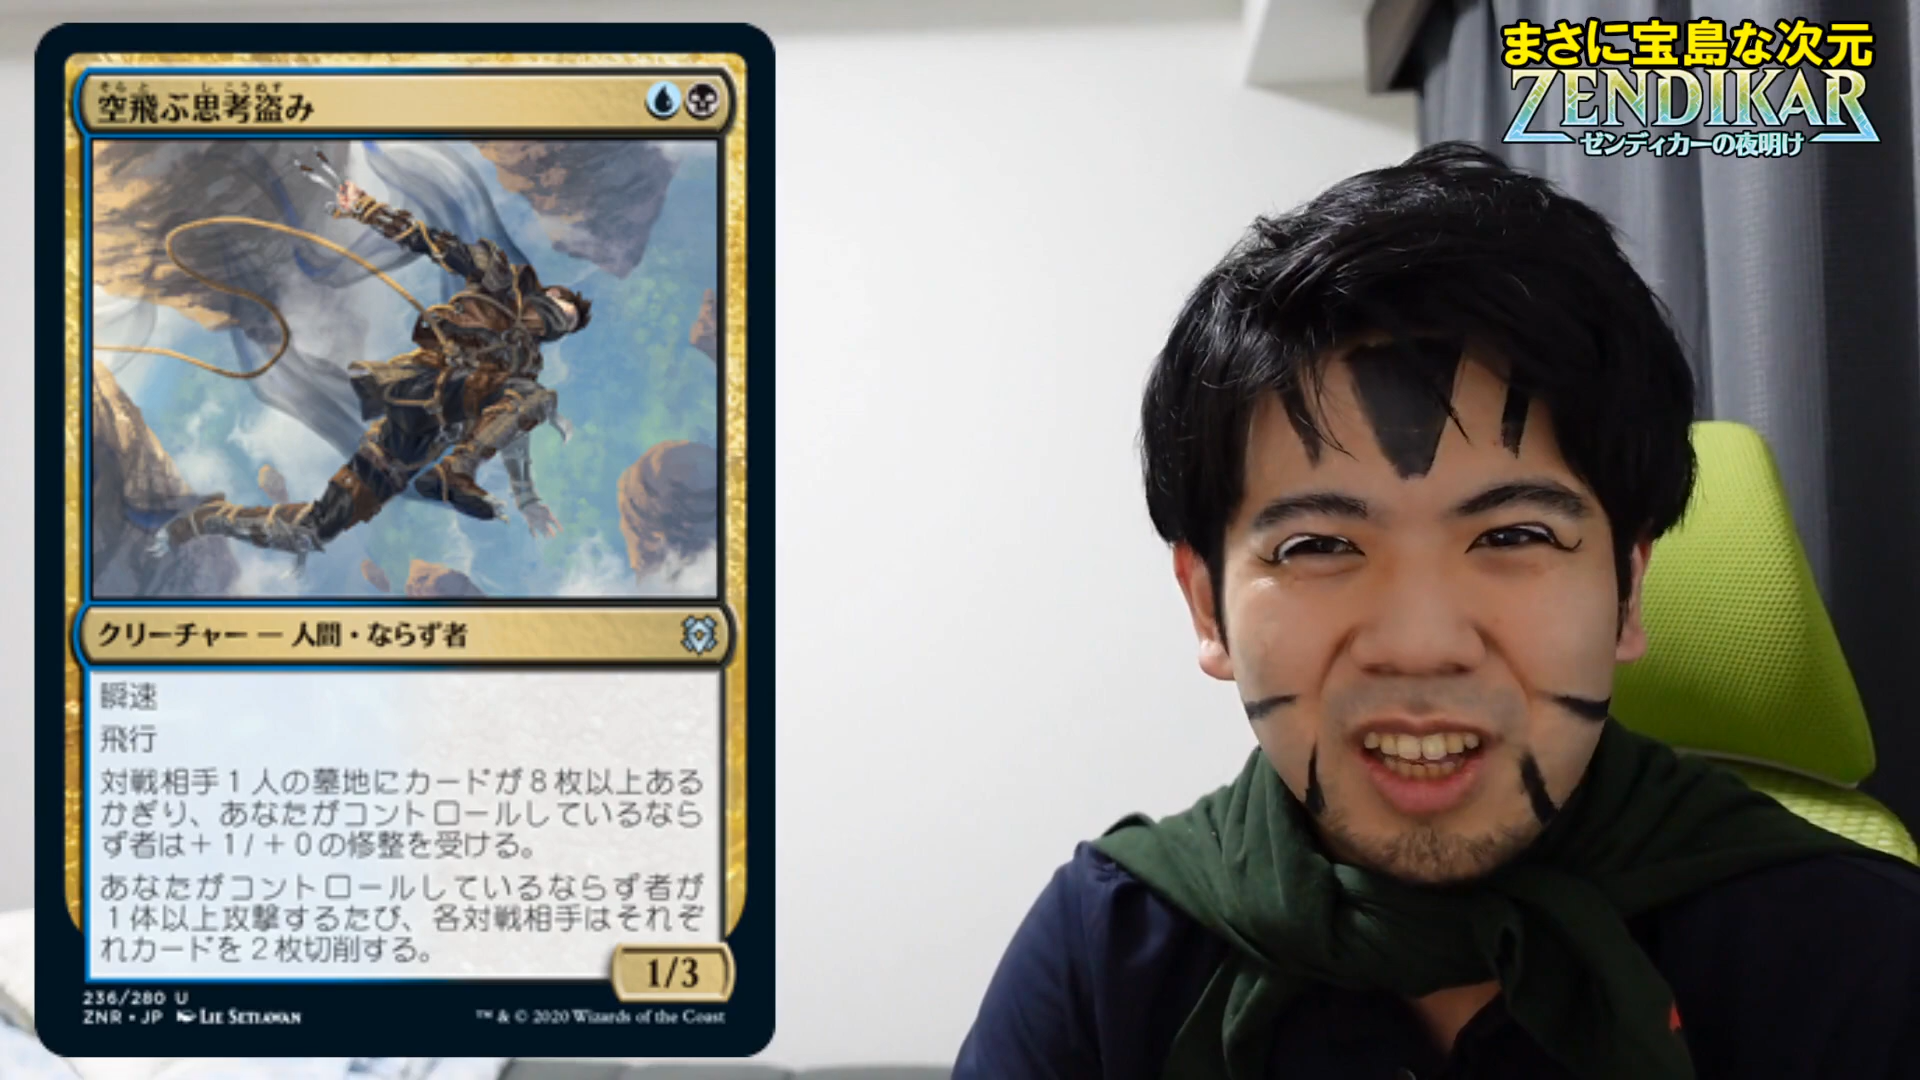 そらと しこうぬす
空飛ぶ思考盗み
クリーチャー — 人間・ならず者
瞬速
飛行
対戦相手1人の墓地にカードが8枚以上ある
かぎり、あなたがコントロールしているなら
ず者は+1/+0の修整を受ける。
あなたがコントロールしているならず者が
1体以上攻撃するたび、各対戦相手はそれぞ
れカードを2枚切削する。
1/3
236/280 U
ZNR • JP LIE SETIAWAN
™ & © 2020 Wizards of the Coast
まさに宝島な次元
ZENDIKAR
ゼンディカーの夜明け